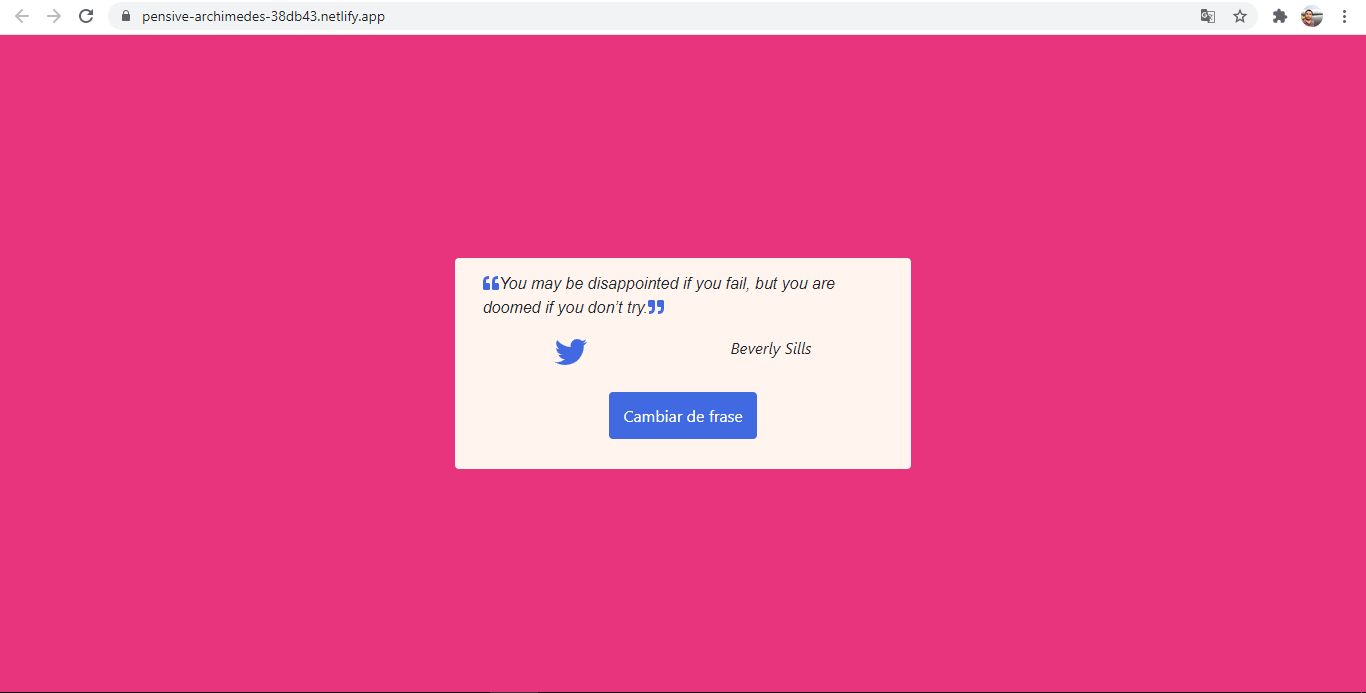 pensive-archimedes-38db43.netlify.app
❝You may be disappointed if you fail, but you are
doomed if you don’t try.❞
Beverly Sills
Cambiar de frase